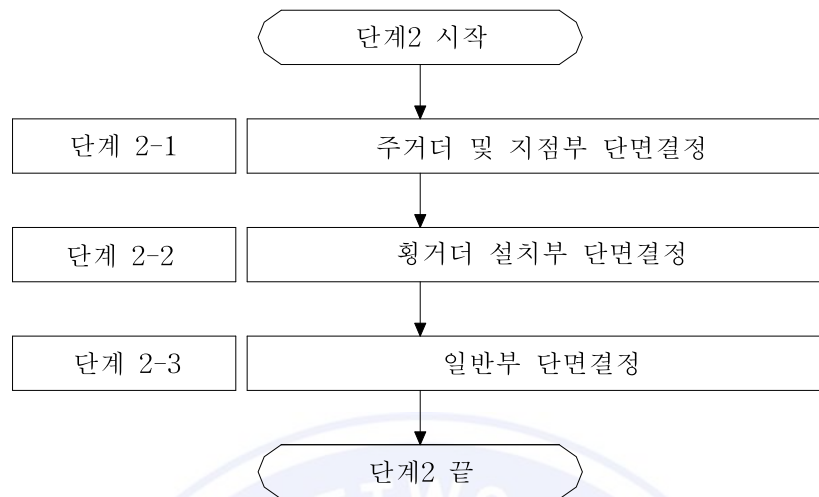 단계2 시작
단계 2-1 주거더 및 지점부 단면결정
단계 2-2 횡거더 설치부 단면결정
단계 2-3 일반부 단면결정
단계2 끝